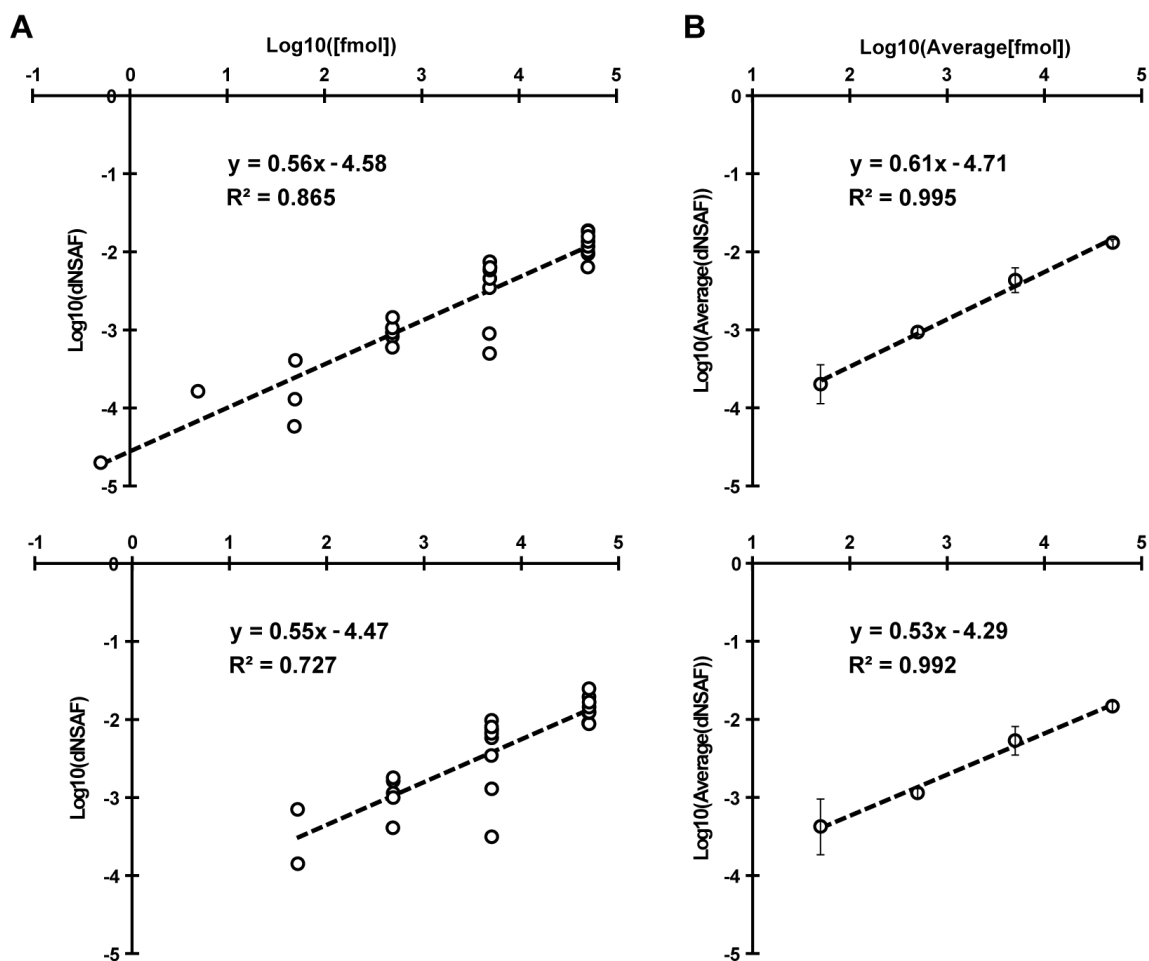 A
Log10([fmol])
-1 0 1 2 3 4 5
0
-1
-2
-3
-4
-5
Log10(dNSAF)
y = 0.56x - 4.58
R² = 0.865
B
Log10(Average[fmol])
1 2 3 4 5
0
-1
-2
-3
-4
-5
Log10(Average(dNSAF))
y = 0.61x - 4.71
R² = 0.995
-1 0 1 2 3 4 5
0
-1
-2
-3
-4
-5
Log10(dNSAF)
y = 0.55x - 4.47
R² = 0.727
1 2 3 4 5
0
-1
-2
-3
-4
-5
Log10(Average(dNSAF))
y = 0.53x - 4.29
R² = 0.992